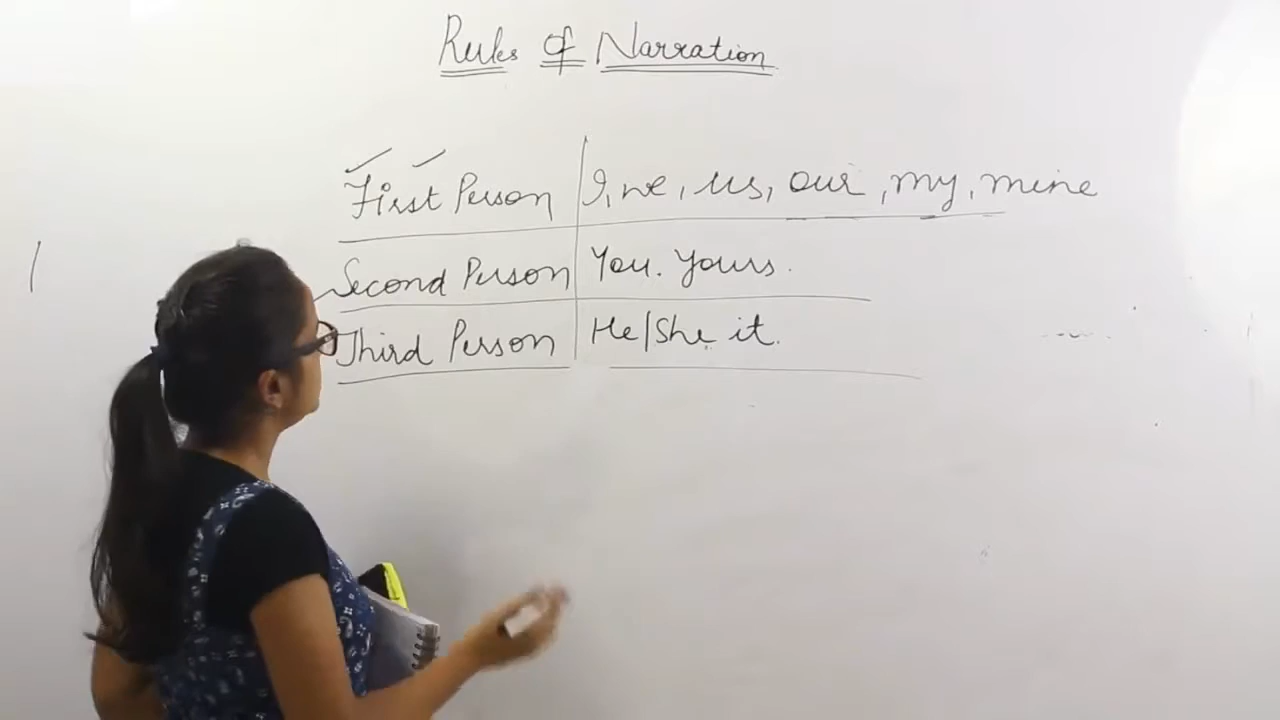 Rules of Narration
First Person I, we, us, our, my, mine
Second Person You. Yours.
Third Person He/She it.